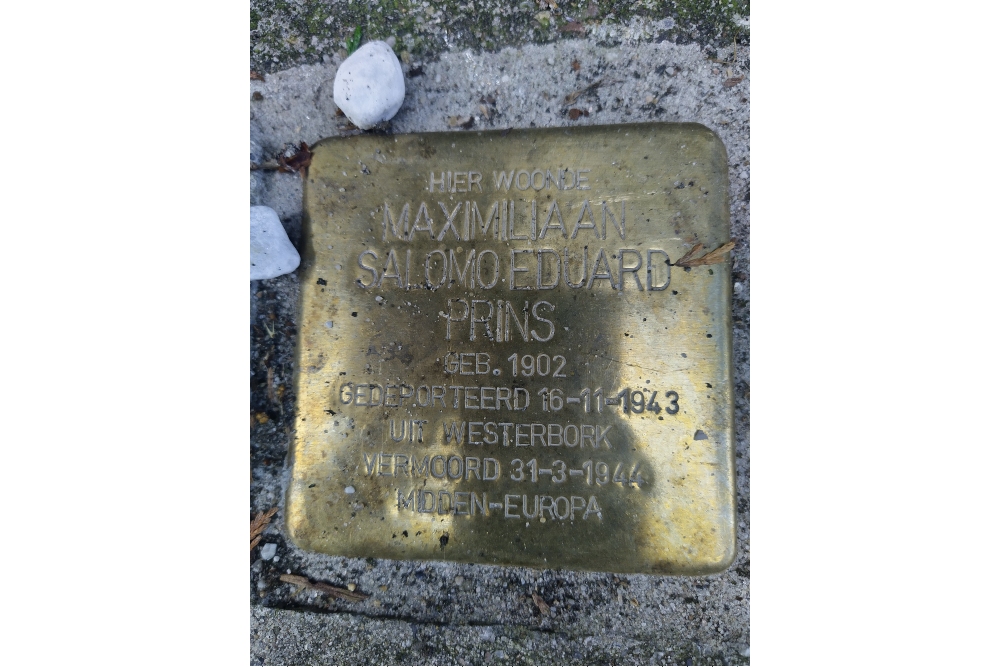 HIER WOONDE
MAXIMILIAAN
SALOMO EDUARD
PRINS
GEB. 1902
GEDEPORTEERD 16-11-1943
UIT WESTERBORK
VERMOORD 31-3-1944
MIDDEN-EUROPA